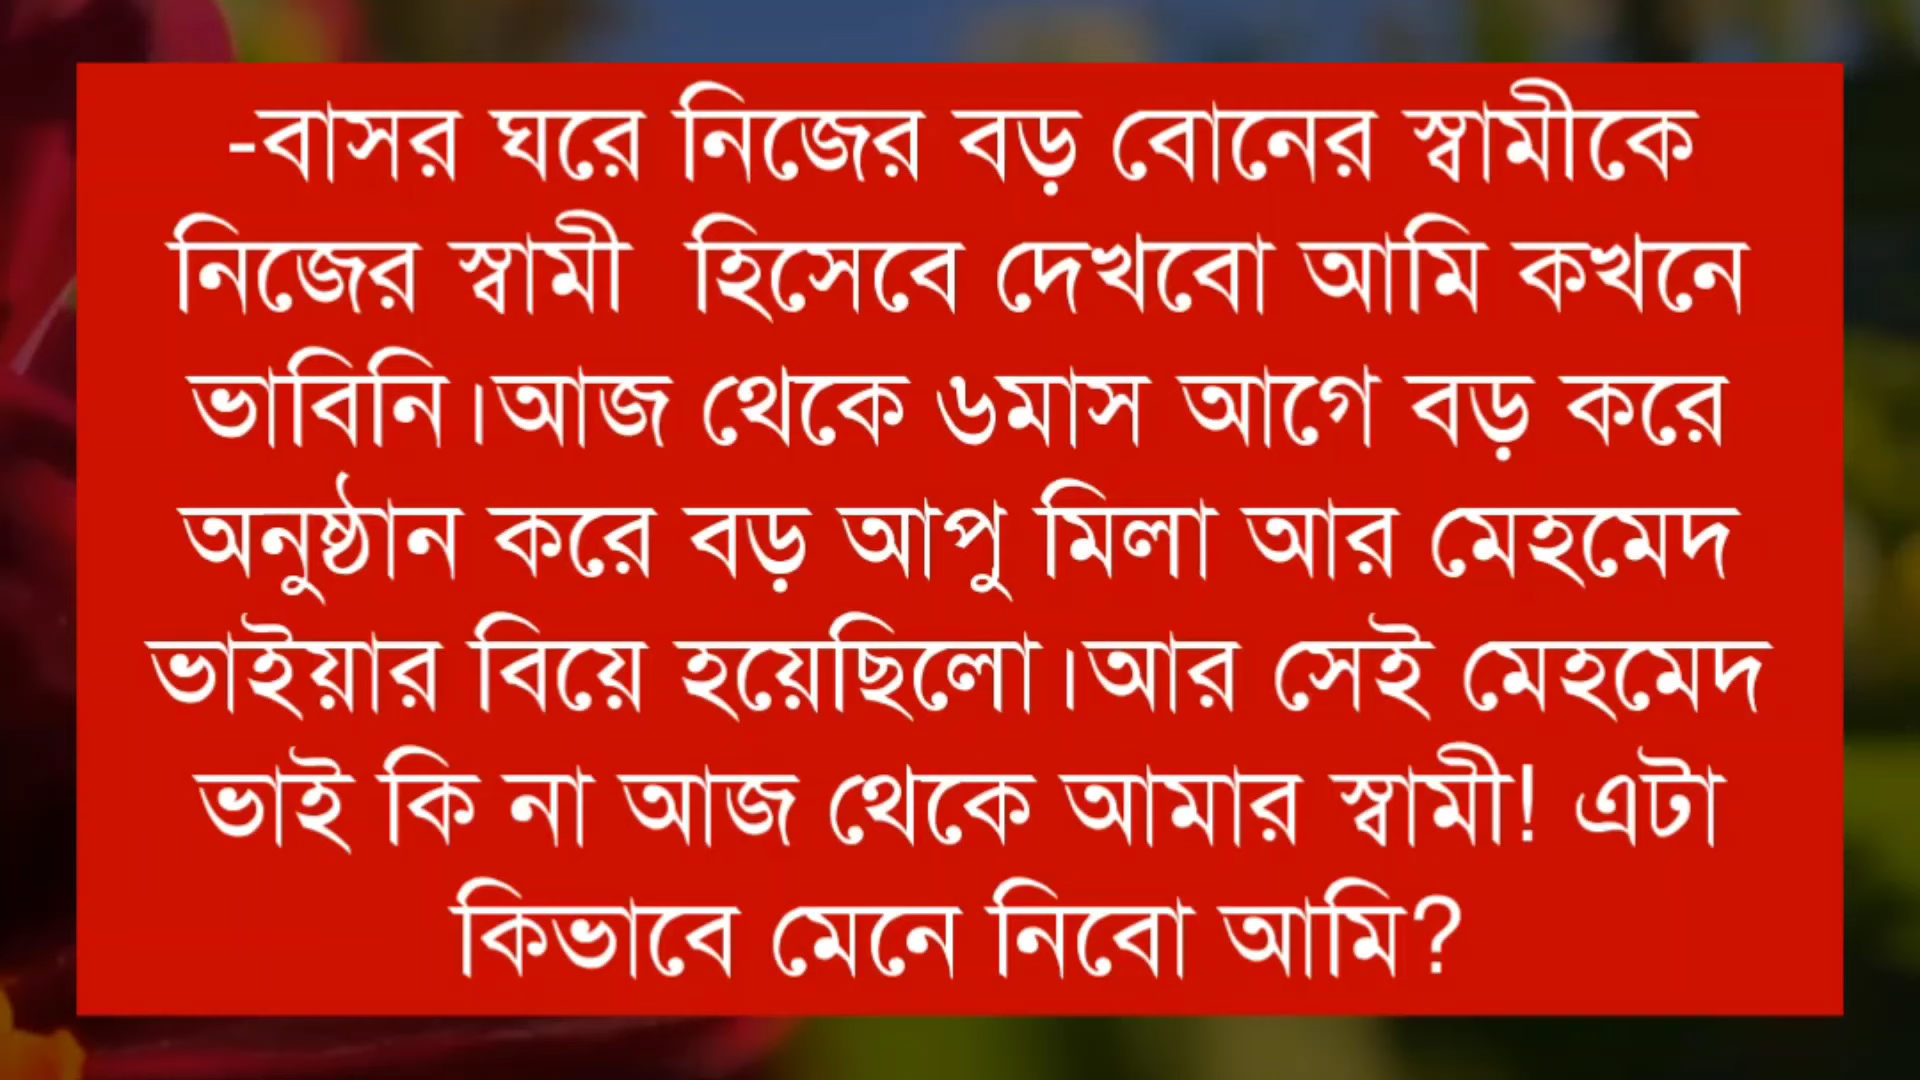 -বাসর ঘরে নিজের বড় বোনের স্বামীকে
নিজের স্বামী  হিসেবে দেখবো আমি কখনে
ভাবিনি।আজ থেকে ৬মাস আগে বড় করে
অনুষ্ঠান করে বড় আপু মিলা আর মেহমেদ
ভাইয়ার বিয়ে হয়েছিলো।আর সেই মেহমেদ
ভাই কি না আজ থেকে আমার স্বামী! এটা
কিভাবে মেনে নিবো আমি?